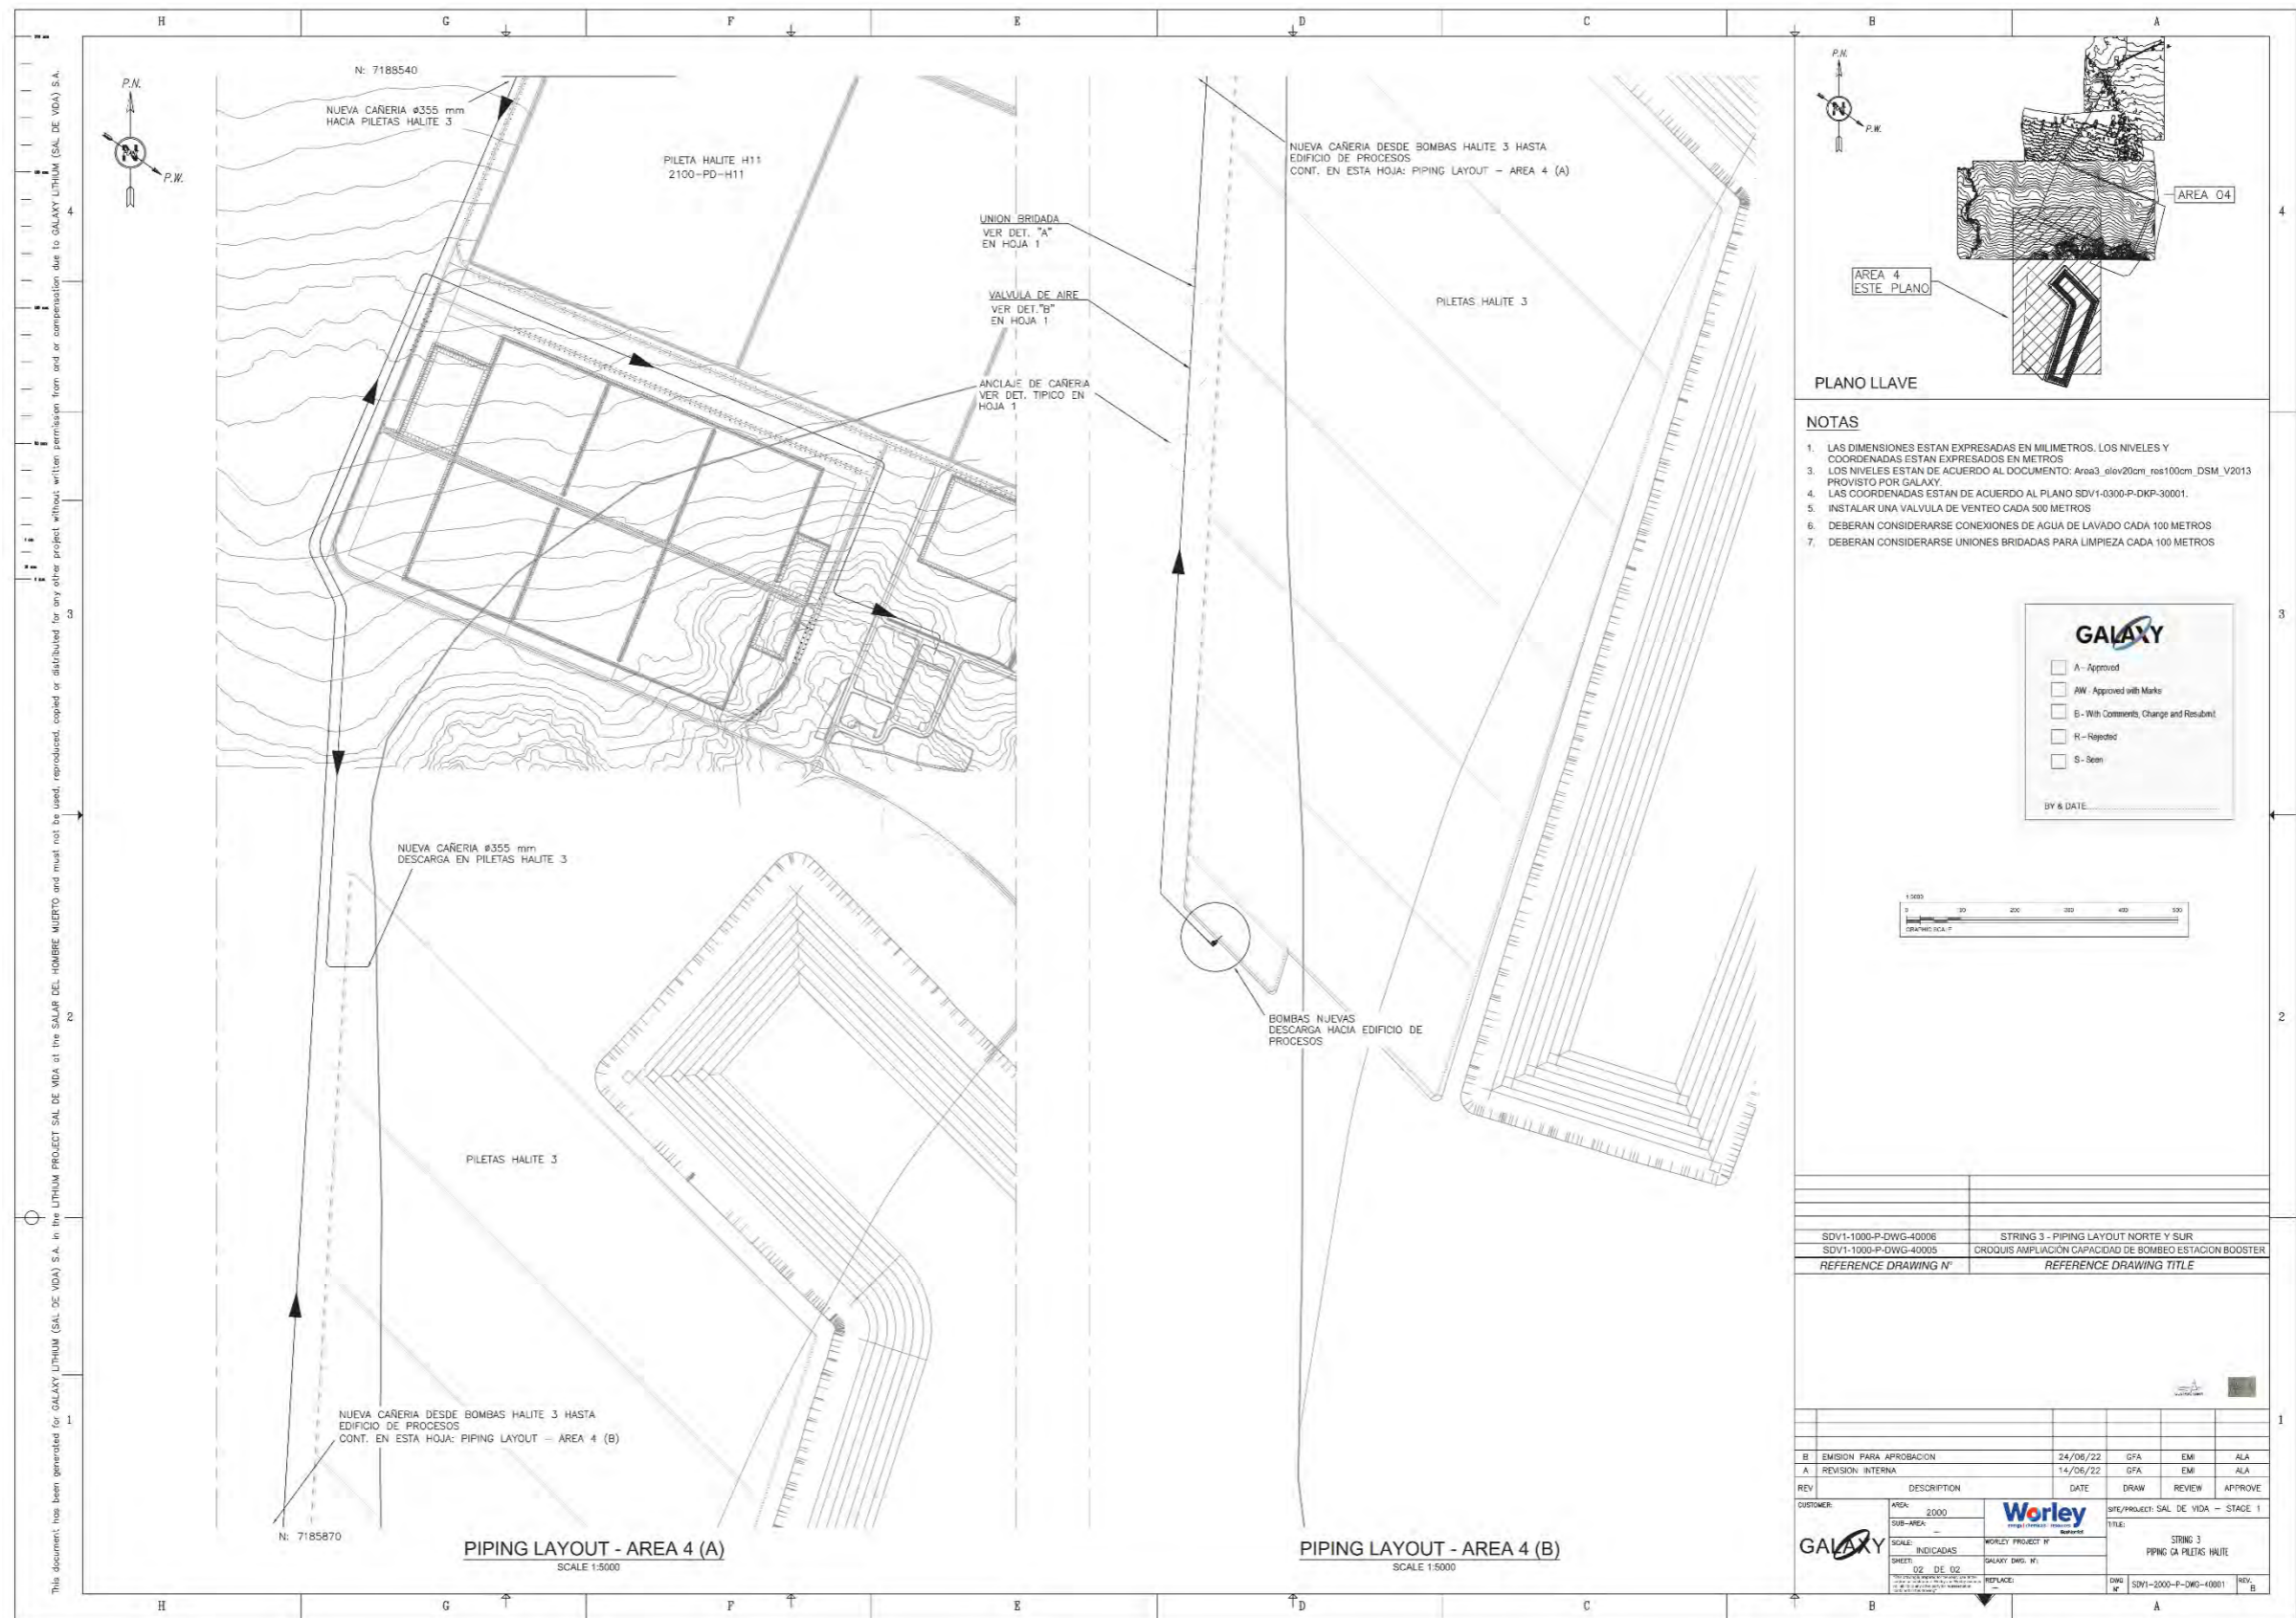 H
G
F
E
D
C
B
A
4
3
2
1
This document has been generated for GALAXY LITHIUM (SAL DE VIDA) S.A. in the LITHIUM PROJECT SAL DE VIDA at the SALAR DEL HOMBRE MUERTO and must not be used, reproduced, copied or distributed for any other project without written permission from and or compensation due to GALAXY LITHIUM (SAL DE VIDA) S.A.
P.N.
N
P.W.
N: 7188540
NUEVA CAÑERIA ø355 mm
HACIA PILETAS HALITE 3
PILETA HALITE H11
2100-PD-H11
UNION BRIDADA
VER DET. "A"
EN HOJA 1
VALVULA DE AIRE
VER DET."B"
EN HOJA 1
ANCLAJE DE CAÑERIA
VER DET. TIPICO EN
HOJA 1
NUEVA CAÑERIA ø355 mm
DESCARGA EN PILETAS HALITE 3
PILETAS HALITE 3
NUEVA CAÑERIA DESDE BOMBAS HALITE 3 HASTA
EDIFICIO DE PROCESOS
CONT. EN ESTA HOJA: PIPING LAYOUT – AREA 4 (B)
N: 7185870
PIPING LAYOUT - AREA 4 (A)
SCALE 1:5000
NUEVA CAÑERIA DESDE BOMBAS HALITE 3 HASTA
EDIFICIO DE PROCESOS
CONT. EN ESTA HOJA: PIPING LAYOUT – AREA 4 (A)
PILETAS HALITE 3
BOMBAS NUEVAS
DESCARGA HACIA EDIFICIO DE
PROCESOS
PIPING LAYOUT - AREA 4 (B)
SCALE 1:5000
P.N.
N
P.W.
AREA 04
AREA 4
ESTE PLANO
PLANO LLAVE
NOTAS
1. LAS DIMENSIONES ESTAN EXPRESADAS EN MILIMETROS. LOS NIVELES Y
COORDENADAS ESTAN EXPRESADOS EN METROS
3. LOS NIVELES ESTAN DE ACUERDO AL DOCUMENTO: Area3_elev20cm_res100cm_DSM_V2013
PROVISTO POR GALAXY.
4. LAS COORDENADAS ESTAN DE ACUERDO AL PLANO SDV1-0300-P-DKP-30001.
5. INSTALAR UNA VALVULA DE VENTEO CADA 500 METROS
6. DEBERAN CONSIDERARSE CONEXIONES DE AGUA DE LAVADO CADA 100 METROS
7. DEBERAN CONSIDERARSE UNIONES BRIDADAS PARA LIMPIEZA CADA 100 METROS
GALAXY
A - Approved
AW - Approved with Marks
B - With Comments, Change and Resubmit
R - Rejected
S - Seen
BY & DATE
200
400
500
SDV1-1000-P-DWG-40006 STRING 3 - PIPING LAYOUT NORTE Y SUR
SDV1-1000-P-DWG-40005 CROQUIS AMPLIACIÓN CAPACIDAD DE BOMBEO ESTACION BOOSTER
REFERENCE DRAWING N° REFERENCE DRAWING TITLE
B EMISION PARA APROBACION 24/06/22 GFA EMI ALA
A REVISION INTERNA 14/06/22 GFA EMI ALA
REV DESCRIPTION DATE DRAW REVIEW APPROVE
CUSTOMER:
GALAXY
AREA:
2000
SUB-AREA:
–
SCALE:
INDICADAS
SHEET:
02 DE 02
Worley
WORLEY PROJECT N°
GALAXY DWG. N°:
REPLACE:
–
SITE/PROJECT: SAL DE VIDA – STAGE 1
TITLE:
STRING 3
PIPING GA PILETAS HALITE
DWG N° SDV1-2000-P-DWG-40001 REV. B
H
G
F
E
D
C
B
A